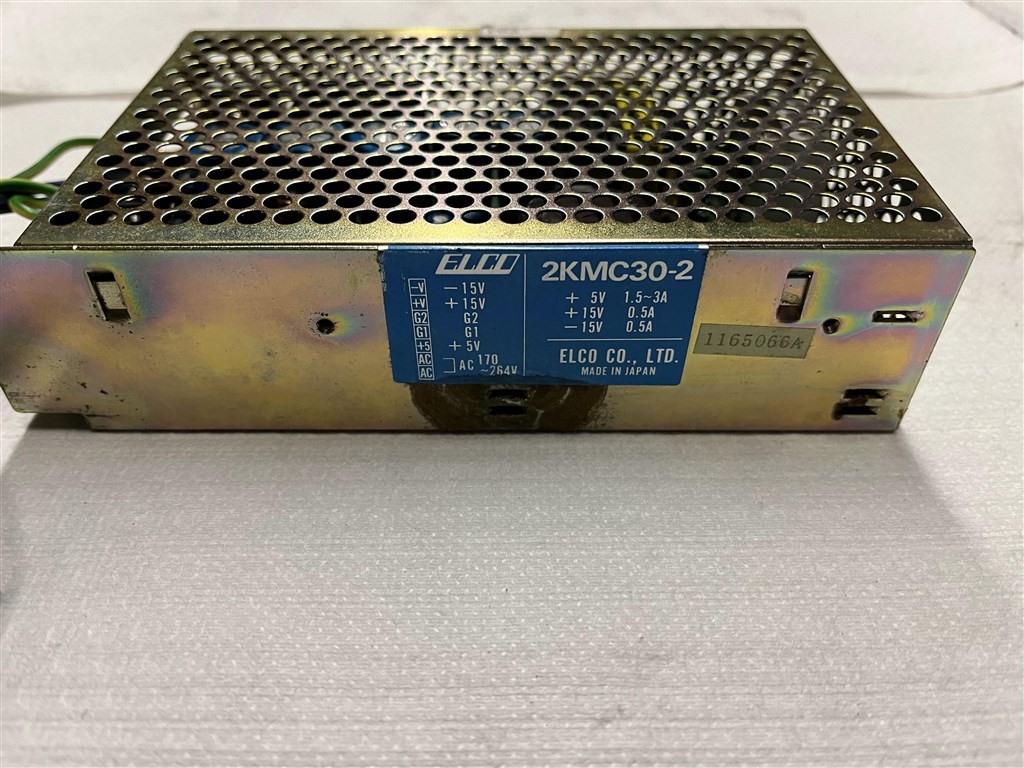 ELCO
-V -15V
+V +15V
G2 G2
G1 G1
+5 +5V
AC AC 170
AC ~264V
2KMC30-2
+ 5V 1.5~3A
+15V 0.5A
-15V 0.5A
ELCO CO., LTD.
MADE IN JAPAN
1165066A